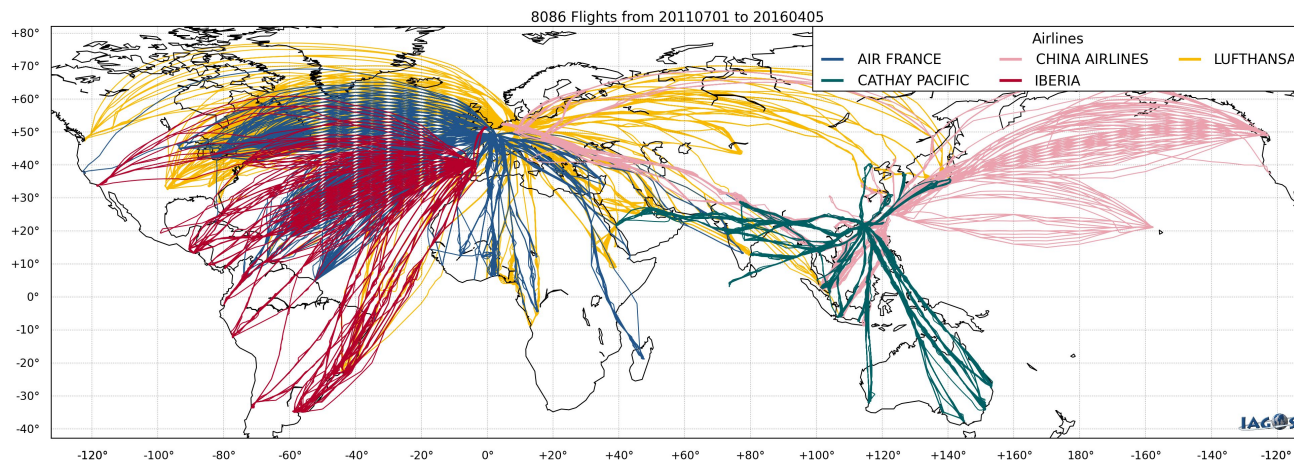 8086 Flights from 20110701 to 20160405
Airlines
AIR FRANCE CHINA AIRLINES LUFTHANSA
CATHAY PACIFIC IBERIA
+80°
+70°
+60°
+50°
+40°
+30°
+20°
+10°
0°
-10°
-20°
-30°
-40°
IAGOS
-120° -100° -80° -60° -40° -20° 0° +20° +40° +60° +80° +100° +120° +140° +160° +180° -160° -140° -120°